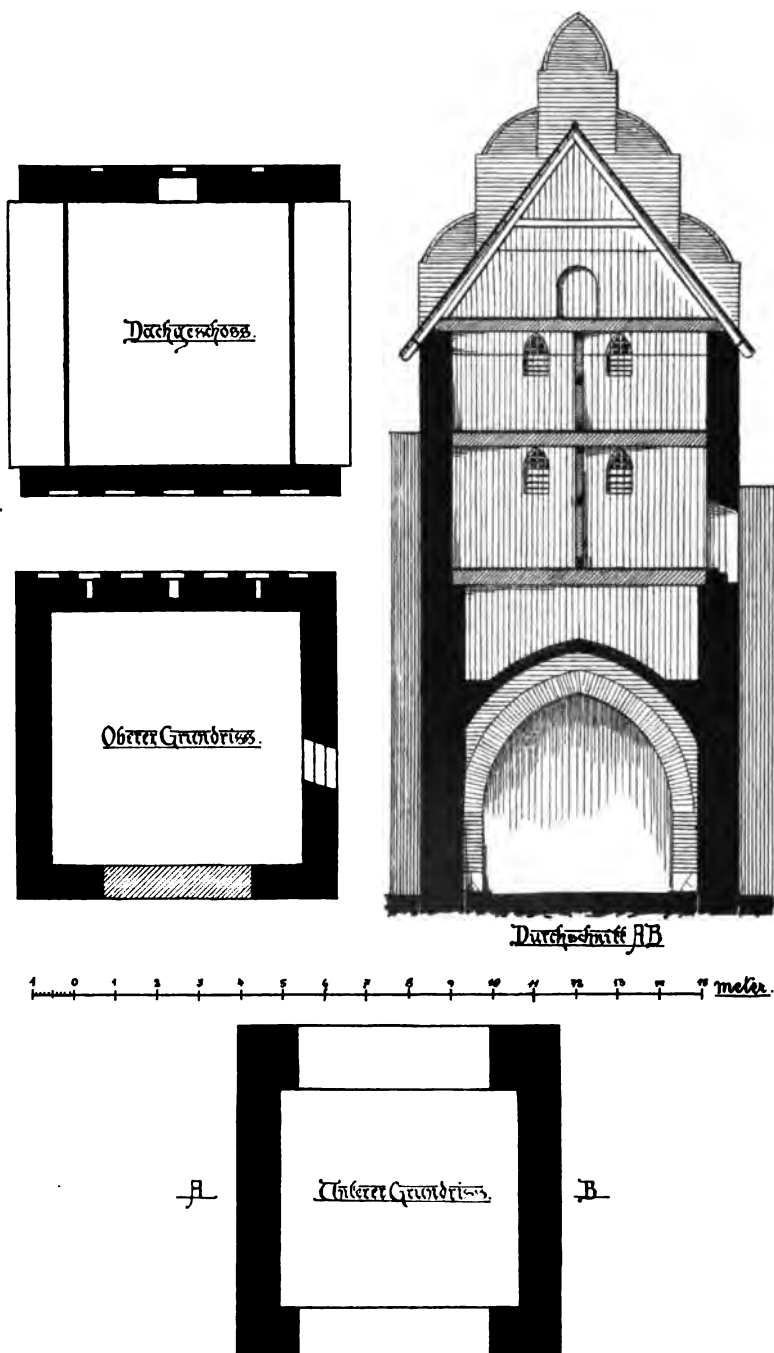 Dachgeschoss.
Oberer Grundriss.
Durchschnitt AB
1 0 1 2 3 4 5 6 7 8 9 10 11 12 13 14 15 meter.
A
Unterer Grundriss.
B